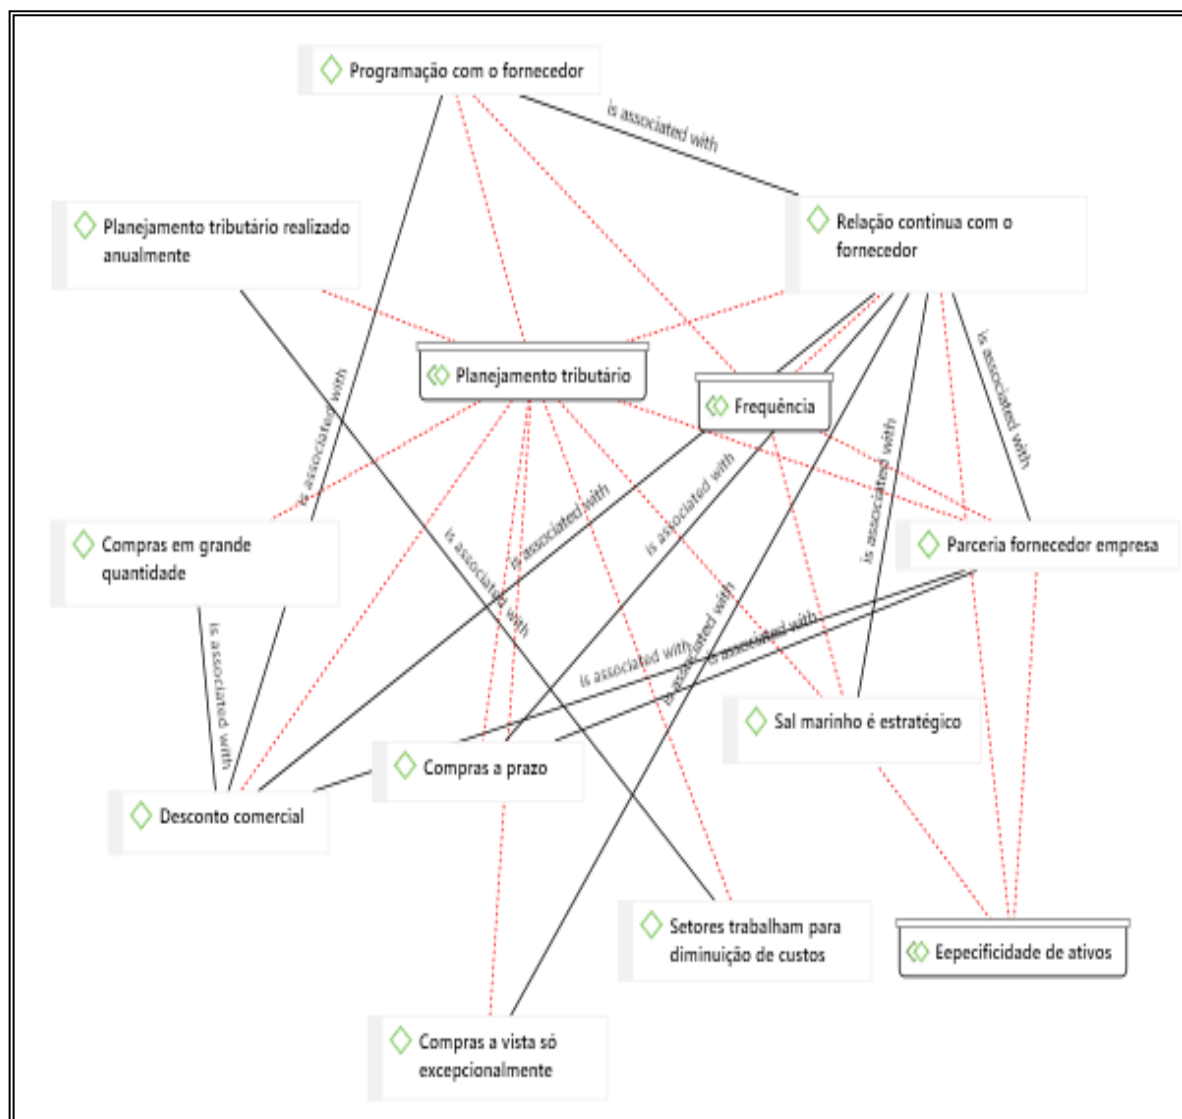 Programação com o fornecedor
is associated with
Planejamento tributário realizado
anualmente
Relação continua com o
fornecedor
Planejamento tributário
Frequência
is associated with
is associated with
is associated with
is associated with
is associated with
Compras em grande
quantidade
is associated with
Parceria fornecedor empresa
is associated with
is associated with
is associated with
is associated with
is associated with
Sal marinho é estratégico
Compras a prazo
Desconto comercial
Setores trabalham para
diminuição de custos
Eepecificidade de ativos
Compras a vista só
excepcionalmente